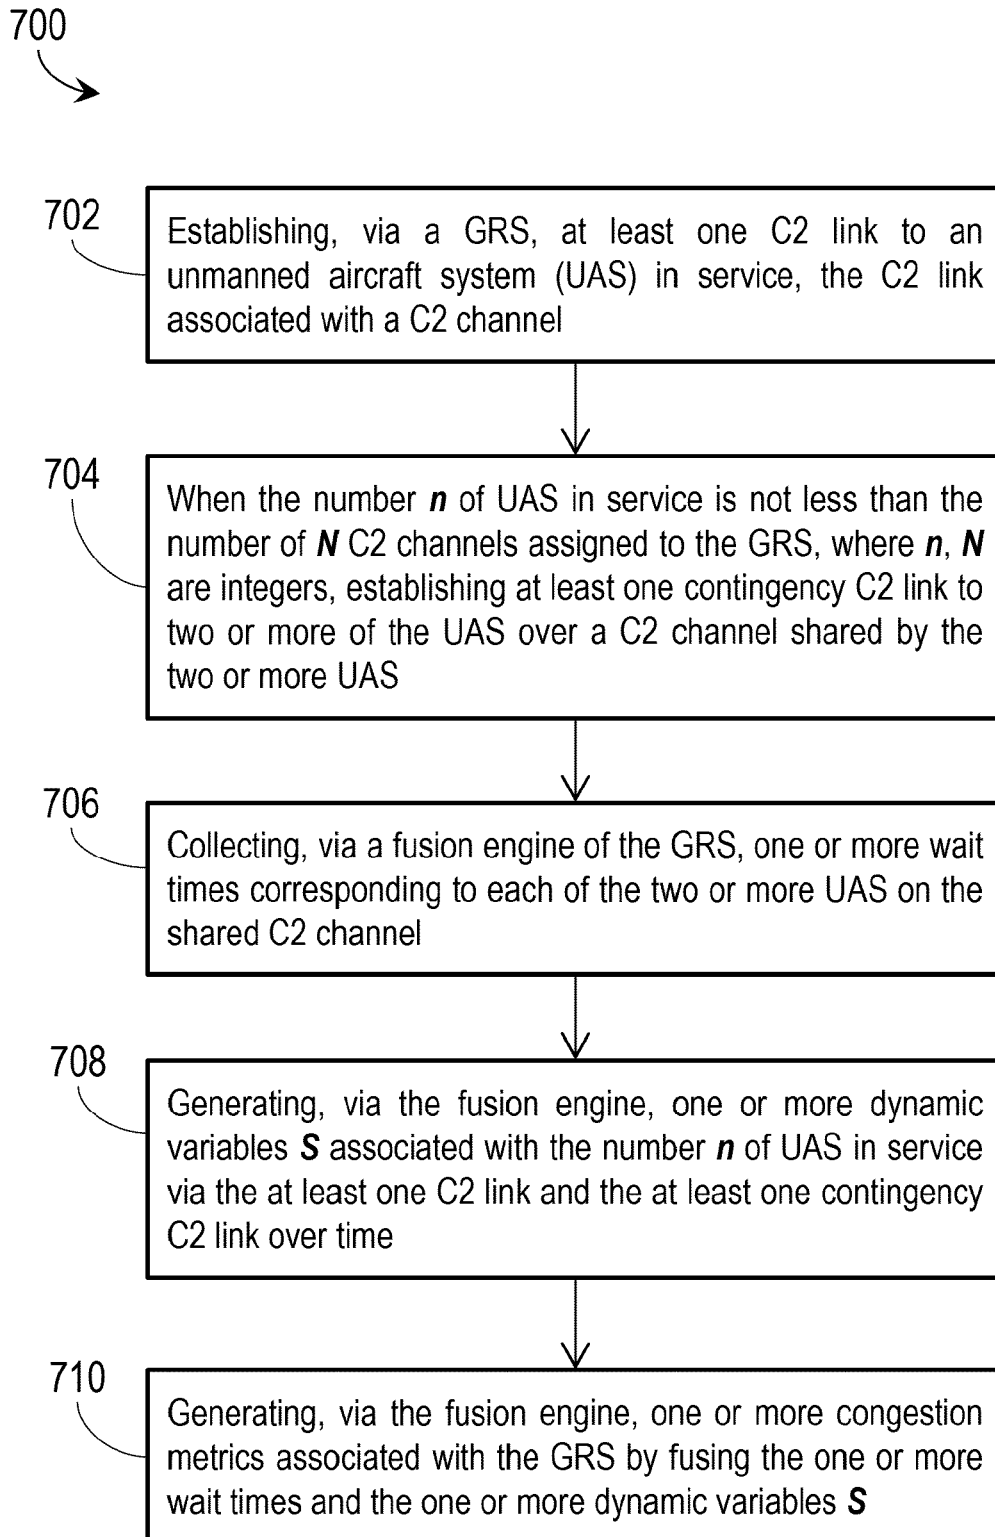 700
702
Establishing, via a GRS, at least one C2 link to an
unmanned aircraft system (UAS) in service, the C2 link
associated with a C2 channel
704
When the number n of UAS in service is not less than the
number of N C2 channels assigned to the GRS, where n, N
are integers, establishing at least one contingency C2 link to
two or more of the UAS over a C2 channel shared by the
two or more UAS
706
Collecting, via a fusion engine of the GRS, one or more wait
times corresponding to each of the two or more UAS on the
shared C2 channel
708
Generating, via the fusion engine, one or more dynamic
variables S associated with the number n of UAS in service
via the at least one C2 link and the at least one contingency
C2 link over time
710
Generating, via the fusion engine, one or more congestion
metrics associated with the GRS by fusing the one or more
wait times and the one or more dynamic variables S